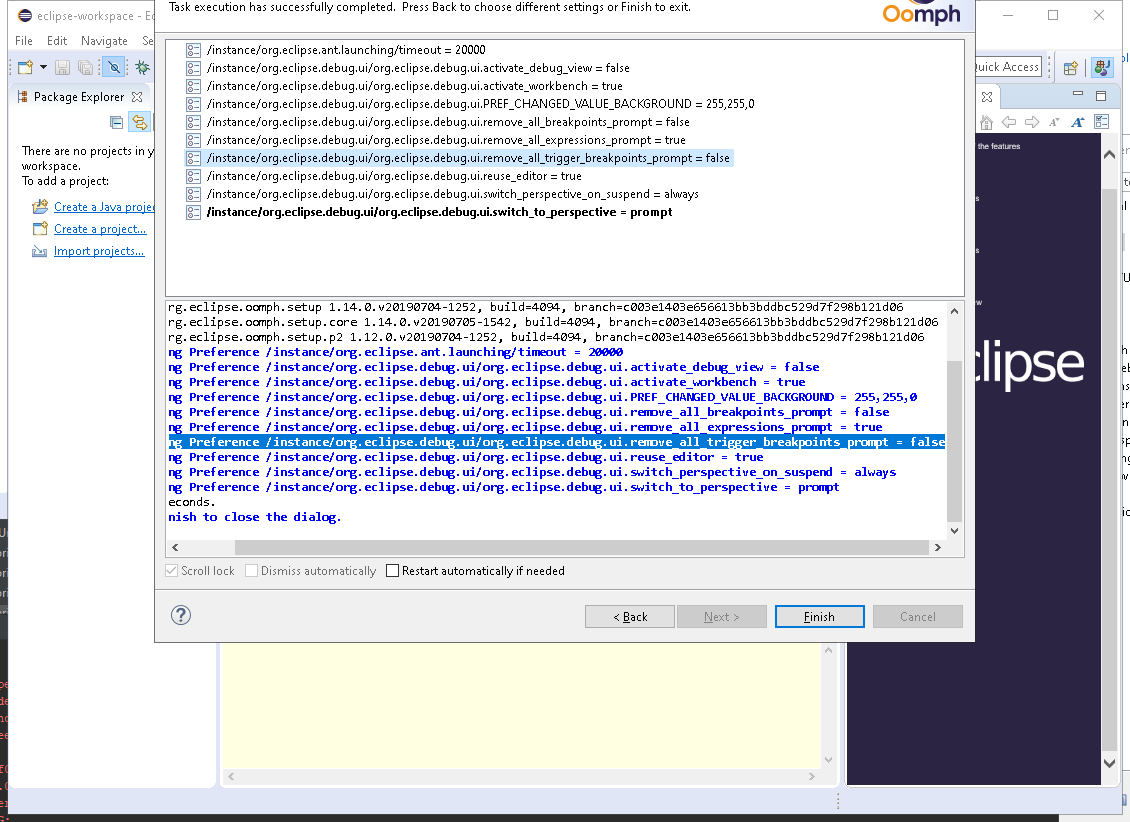 eclipse-workspace - Ec
Task execution has successfully completed. Press Back to choose different settings or Finish to exit.
Oomph
File Edit Navigate Se
Quick Access
Package Explorer
There are no projects in y
workspace.
To add a project:
Create a Java projec
Create a project...
Import projects...
/instance/org.eclipse.ant.launching/timeout = 20000
/instance/org.eclipse.debug.ui/org.eclipse.debug.ui.activate_debug_view = false
/instance/org.eclipse.debug.ui/org.eclipse.debug.ui.activate_workbench = true
/instance/org.eclipse.debug.ui/org.eclipse.debug.ui.PREF_CHANGED_VALUE_BACKGROUND = 255,255,0
/instance/org.eclipse.debug.ui/org.eclipse.debug.ui.remove_all_breakpoints_prompt = false
/instance/org.eclipse.debug.ui/org.eclipse.debug.ui.remove_all_expressions_prompt = true
/instance/org.eclipse.debug.ui/org.eclipse.debug.ui.remove_all_trigger_breakpoints_prompt = false
/instance/org.eclipse.debug.ui/org.eclipse.debug.ui.reuse_editor = true
/instance/org.eclipse.debug.ui/org.eclipse.debug.ui.switch_perspective_on_suspend = always
/instance/org.eclipse.debug.ui/org.eclipse.debug.ui.switch_to_perspective = prompt
the features
clipse
rg.eclipse.oomph.setup 1.14.0.v20190704-1252, build=4094, branch=c003e1403e656613bb3bddbc529d7f298b121d06
rg.eclipse.oomph.setup.core 1.14.0.v20190705-1542, build=4094, branch=c003e1403e656613bb3bddbc529d7f298b121d06
rg.eclipse.oomph.setup.p2 1.12.0.v20190704-1252, build=4094, branch=c003e1403e656613bb3bddbc529d7f298b121d06
ng Preference /instance/org.eclipse.ant.launching/timeout = 20000
ng Preference /instance/org.eclipse.debug.ui/org.eclipse.debug.ui.activate_debug_view = false
ng Preference /instance/org.eclipse.debug.ui/org.eclipse.debug.ui.activate_workbench = true
ng Preference /instance/org.eclipse.debug.ui/org.eclipse.debug.ui.PREF_CHANGED_VALUE_BACKGROUND = 255,255,0
ng Preference /instance/org.eclipse.debug.ui/org.eclipse.debug.ui.remove_all_breakpoints_prompt = false
ng Preference /instance/org.eclipse.debug.ui/org.eclipse.debug.ui.remove_all_expressions_prompt = true
ng Preference /instance/org.eclipse.debug.ui/org.eclipse.debug.ui.remove_all_trigger_breakpoints_prompt = false
ng Preference /instance/org.eclipse.debug.ui/org.eclipse.debug.ui.reuse_editor = true
ng Preference /instance/org.eclipse.debug.ui/org.eclipse.debug.ui.switch_perspective_on_suspend = always
ng Preference /instance/org.eclipse.debug.ui/org.eclipse.debug.ui.switch_to_perspective = prompt
econds.
nish to close the dialog.
Scroll lock Dismiss automatically Restart automatically if needed
< Back Next > Finish Cancel